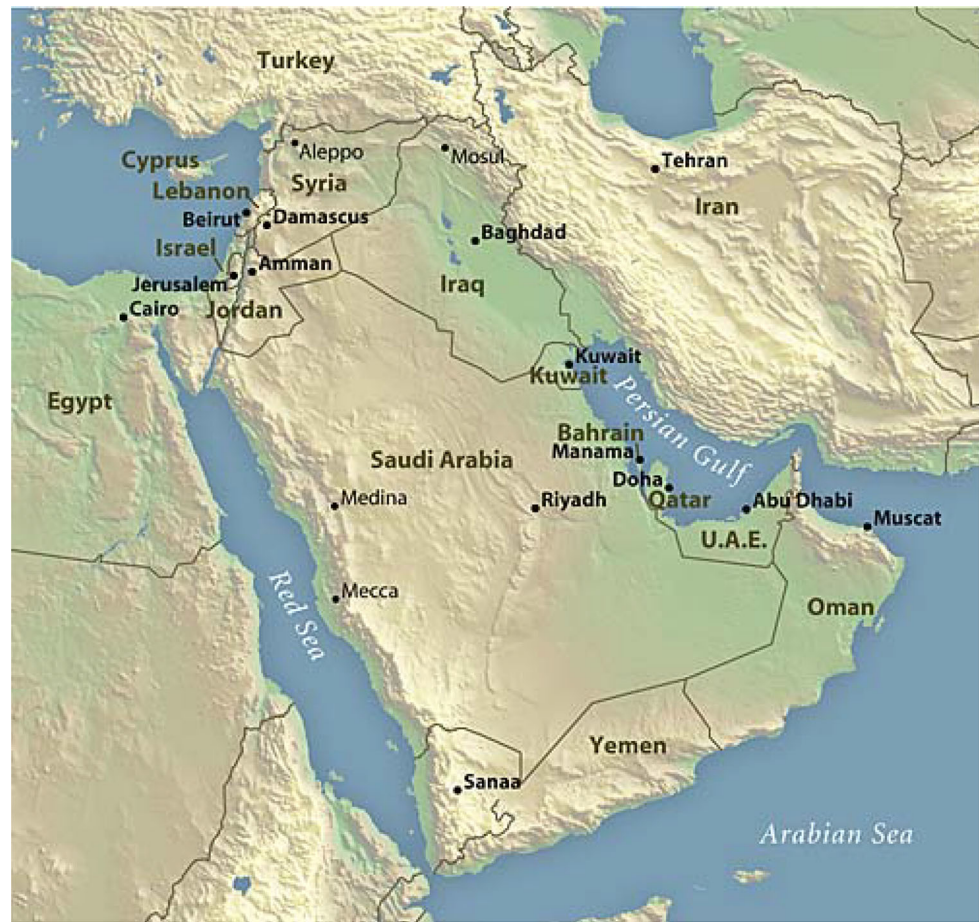 Turkey
Aleppo
Mosul
Tehran
Cyprus
Syria
Lebanon
Iran
Beirut
Damascus
Baghdad
Israel
Amman
Jerusalem
Iraq
Jordan
Cairo
Kuwait
Kuwait
Egypt
Persian Gulf
Bahrain
Manama
Saudi Arabia
Doha
Medina
Riyadh
Qatar
Abu Dhabi
Muscat
U.A.E.
Mecca
Red Sea
Oman
Yemen
Sanaa
Arabian Sea